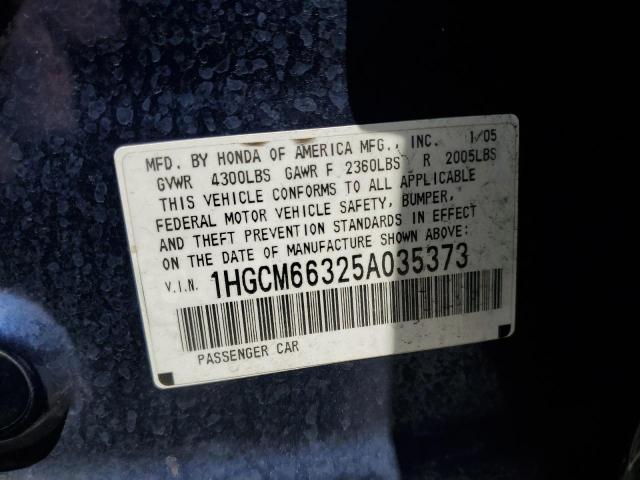 MFD. BY HONDA OF AMERICA MFG., INC. 1/05
GVWR 4300LBS GAWR F 2360LBS R 2005LBS
THIS VEHICLE CONFORMS TO ALL APPLICABLE
FEDERAL MOTOR VEHICLE SAFETY, BUMPER,
AND THEFT PREVENTION STANDARDS IN EFFECT
ON THE DATE OF MANUFACTURE SHOWN ABOVE:
V.I.N. 1HGCM66325A035373
PASSENGER CAR